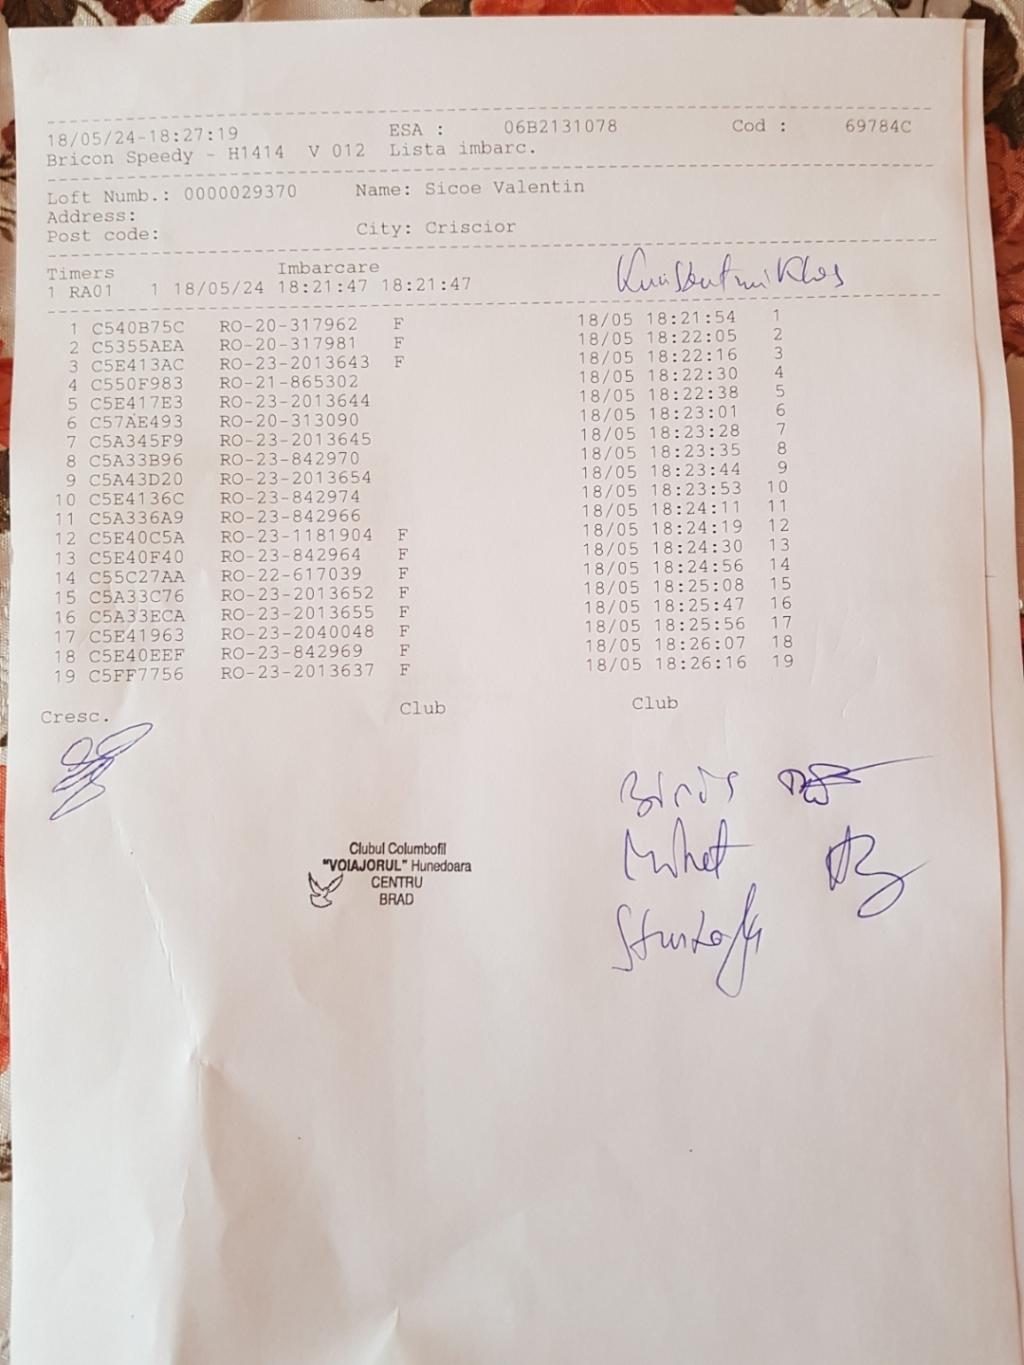 18/05/24-18:27:19 ESA : 06B2131078 Cod : 69784C
Bricon Speedy - H1414 V 012 Lista imbarc.
Loft Numb.: 0000029370 Name: Sicoe Valentin
Address:
Post code: City: Criscior
Timers Imbarcare
1 RA01 1 18/05/24 18:21:47 18:21:47
1 C540B75C RO-20-317962 F 18/05 18:21:54 1
2 C5355AEA RO-20-317981 F 18/05 18:22:05 2
3 C5E413AC RO-23-2013643 F 18/05 18:22:16 3
4 C550F983 RO-21-865302 18/05 18:22:30 4
5 C5E417E3 RO-23-2013644 18/05 18:22:38 5
6 C57AE493 RO-20-313090 18/05 18:23:01 6
7 C5A345F9 RO-23-2013645 18/05 18:23:28 7
8 C5A33B96 RO-23-842970 18/05 18:23:35 8
9 C5A43D20 RO-23-2013654 18/05 18:23:44 9
10 C5E4136C RO-23-842974 18/05 18:23:53 10
11 C5A336A9 RO-23-842966 18/05 18:24:11 11
12 C5E40C5A RO-23-1181904 F 18/05 18:24:19 12
13 C5E40F40 RO-23-842964 F 18/05 18:24:30 13
14 C55C27AA RO-22-617039 F 18/05 18:24:56 14
15 C5A33C76 RO-23-2013652 F 18/05 18:25:08 15
16 C5A33ECA RO-23-2013655 F 18/05 18:25:47 16
17 C5E41963 RO-23-2040048 F 18/05 18:25:56 17
18 C5E40EEF RO-23-842969 F 18/05 18:26:07 18
19 C5FF7756 RO-23-2013637 F 18/05 18:26:16 19
Cresc. Club Club
Clubul Columbofil
"VOIAJORUL" Hunedoara
CENTRU
BRAD